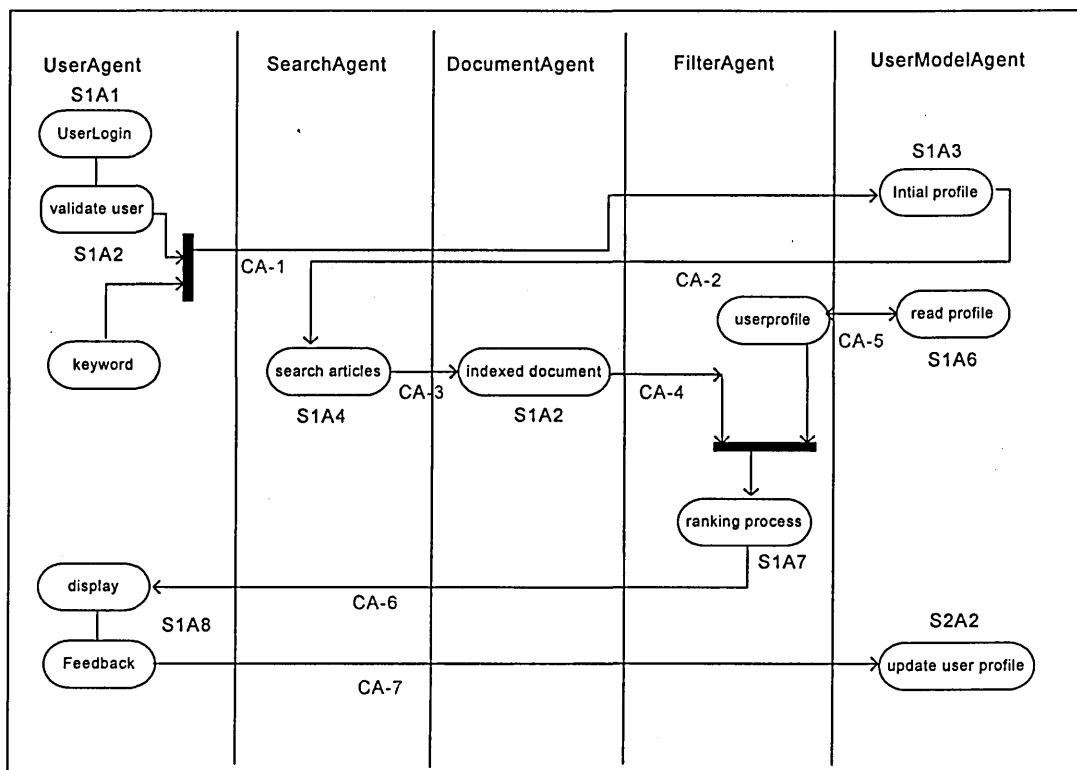 UserAgent
SearchAgent
DocumentAgent
FilterAgent
UserModelAgent
S1A1
UserLogin
S1A3
Intial profile
validate user
S1A2
CA-1
CA-2
userprofile
read profile
CA-5
S1A6
keyword
search articles
CA-3
indexed document
CA-4
S1A4
S1A2
ranking process
S1A7
display
CA-6
S1A8
S2A2
Feedback
CA-7
update user profile